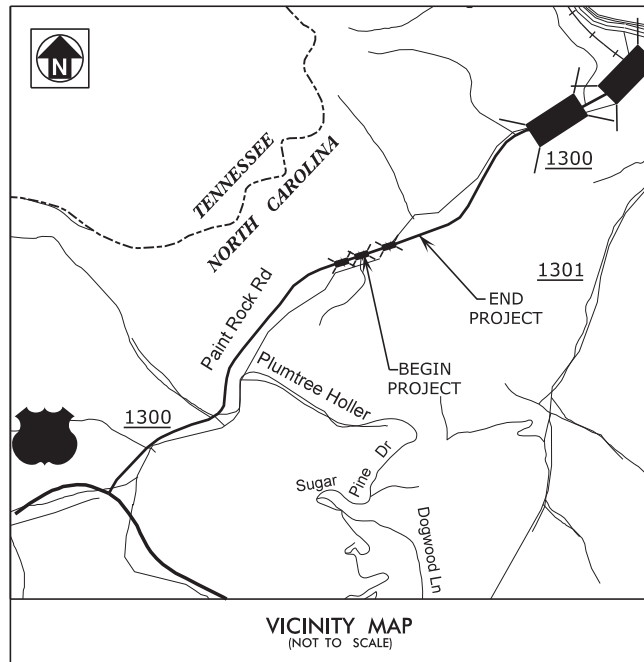 N
TENNESSEE
NORTH CAROLINA
1300
1301
Paint Rock Rd
END
PROJECT
BEGIN
PROJECT
Plumtree Holler
1300
Sugar
Pine Dr
Dogwood Ln
VICINITY MAP
(NOT TO SCALE)